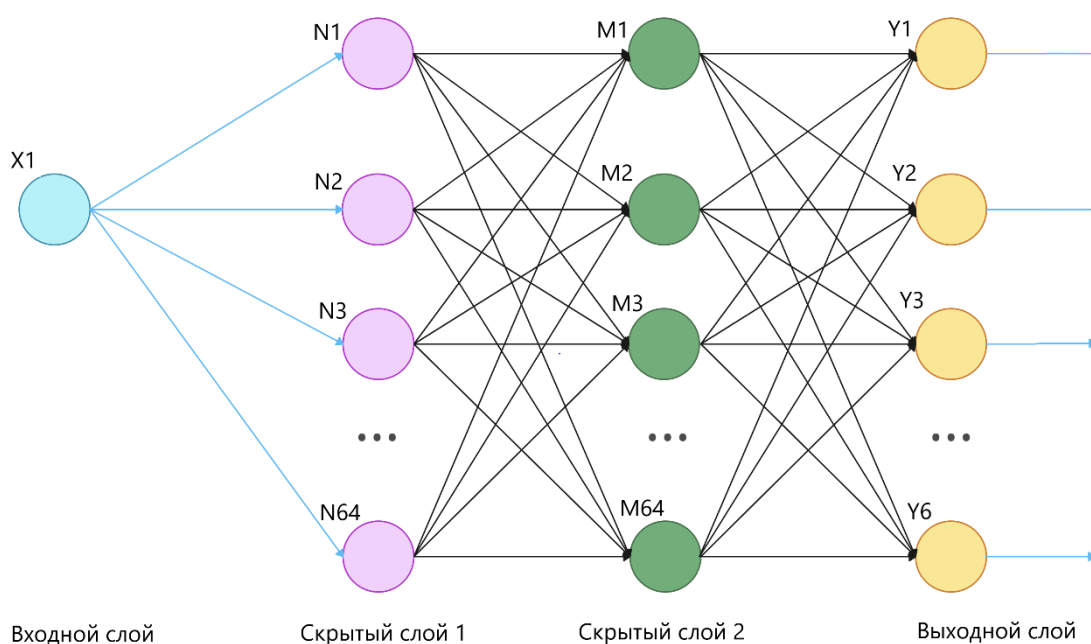 N1 M1 Y1
X1 N2 M2 Y2
N3 M3 Y3
... ... ...
N64 M64 Y6
Входной слой Скрытый слой 1 Скрытый слой 2 Выходной слой